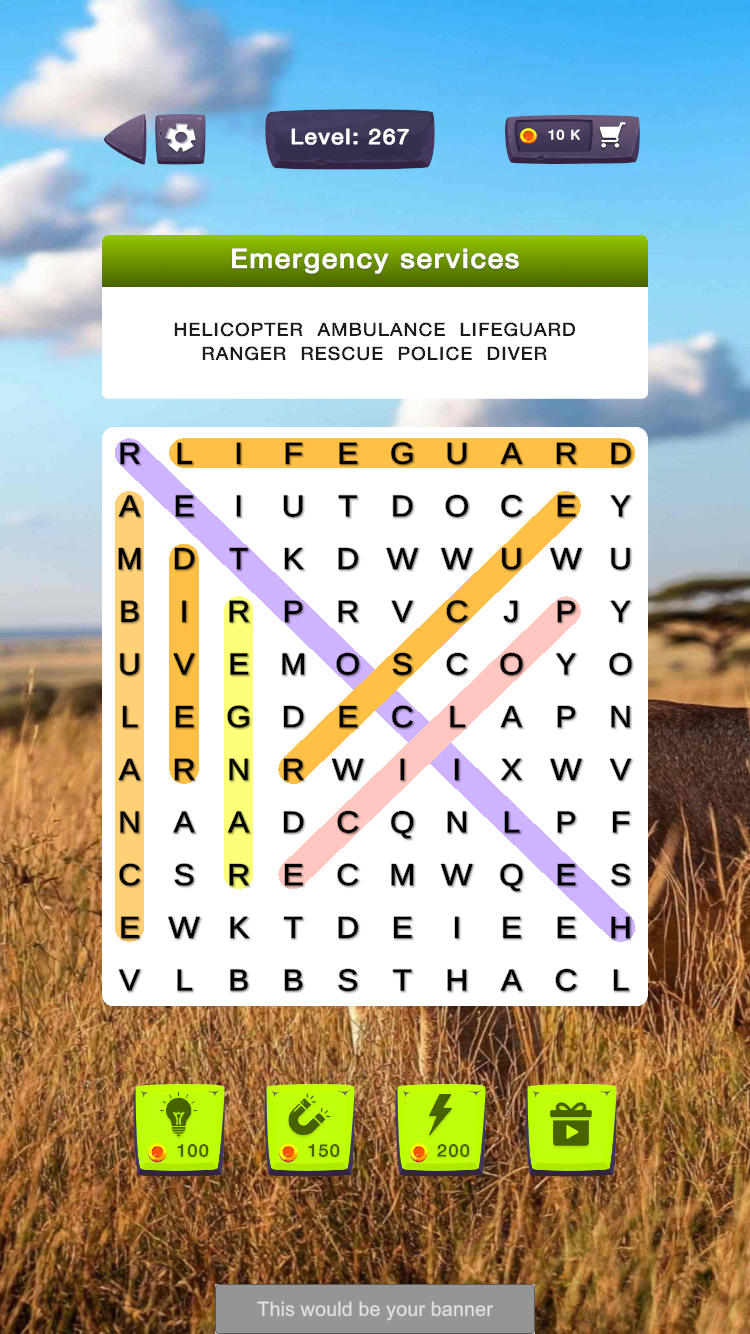 Level: 267
10 K
Emergency services
HELICOPTER AMBULANCE LIFEGUARD
RANGER RESCUE POLICE DIVER
R L I F E G U A R D
A E I U T D O C E Y
M D T K D W W U W U
B I R P R V C J P Y
U V E M O S C O Y O
L E G D E C L A P N
A R N R W I I X W V
N A A D C Q N L P F
C S R E C M W Q E S
E W K T D E I E E H
V L B B S T H A C L
100 150 200
This would be your banner